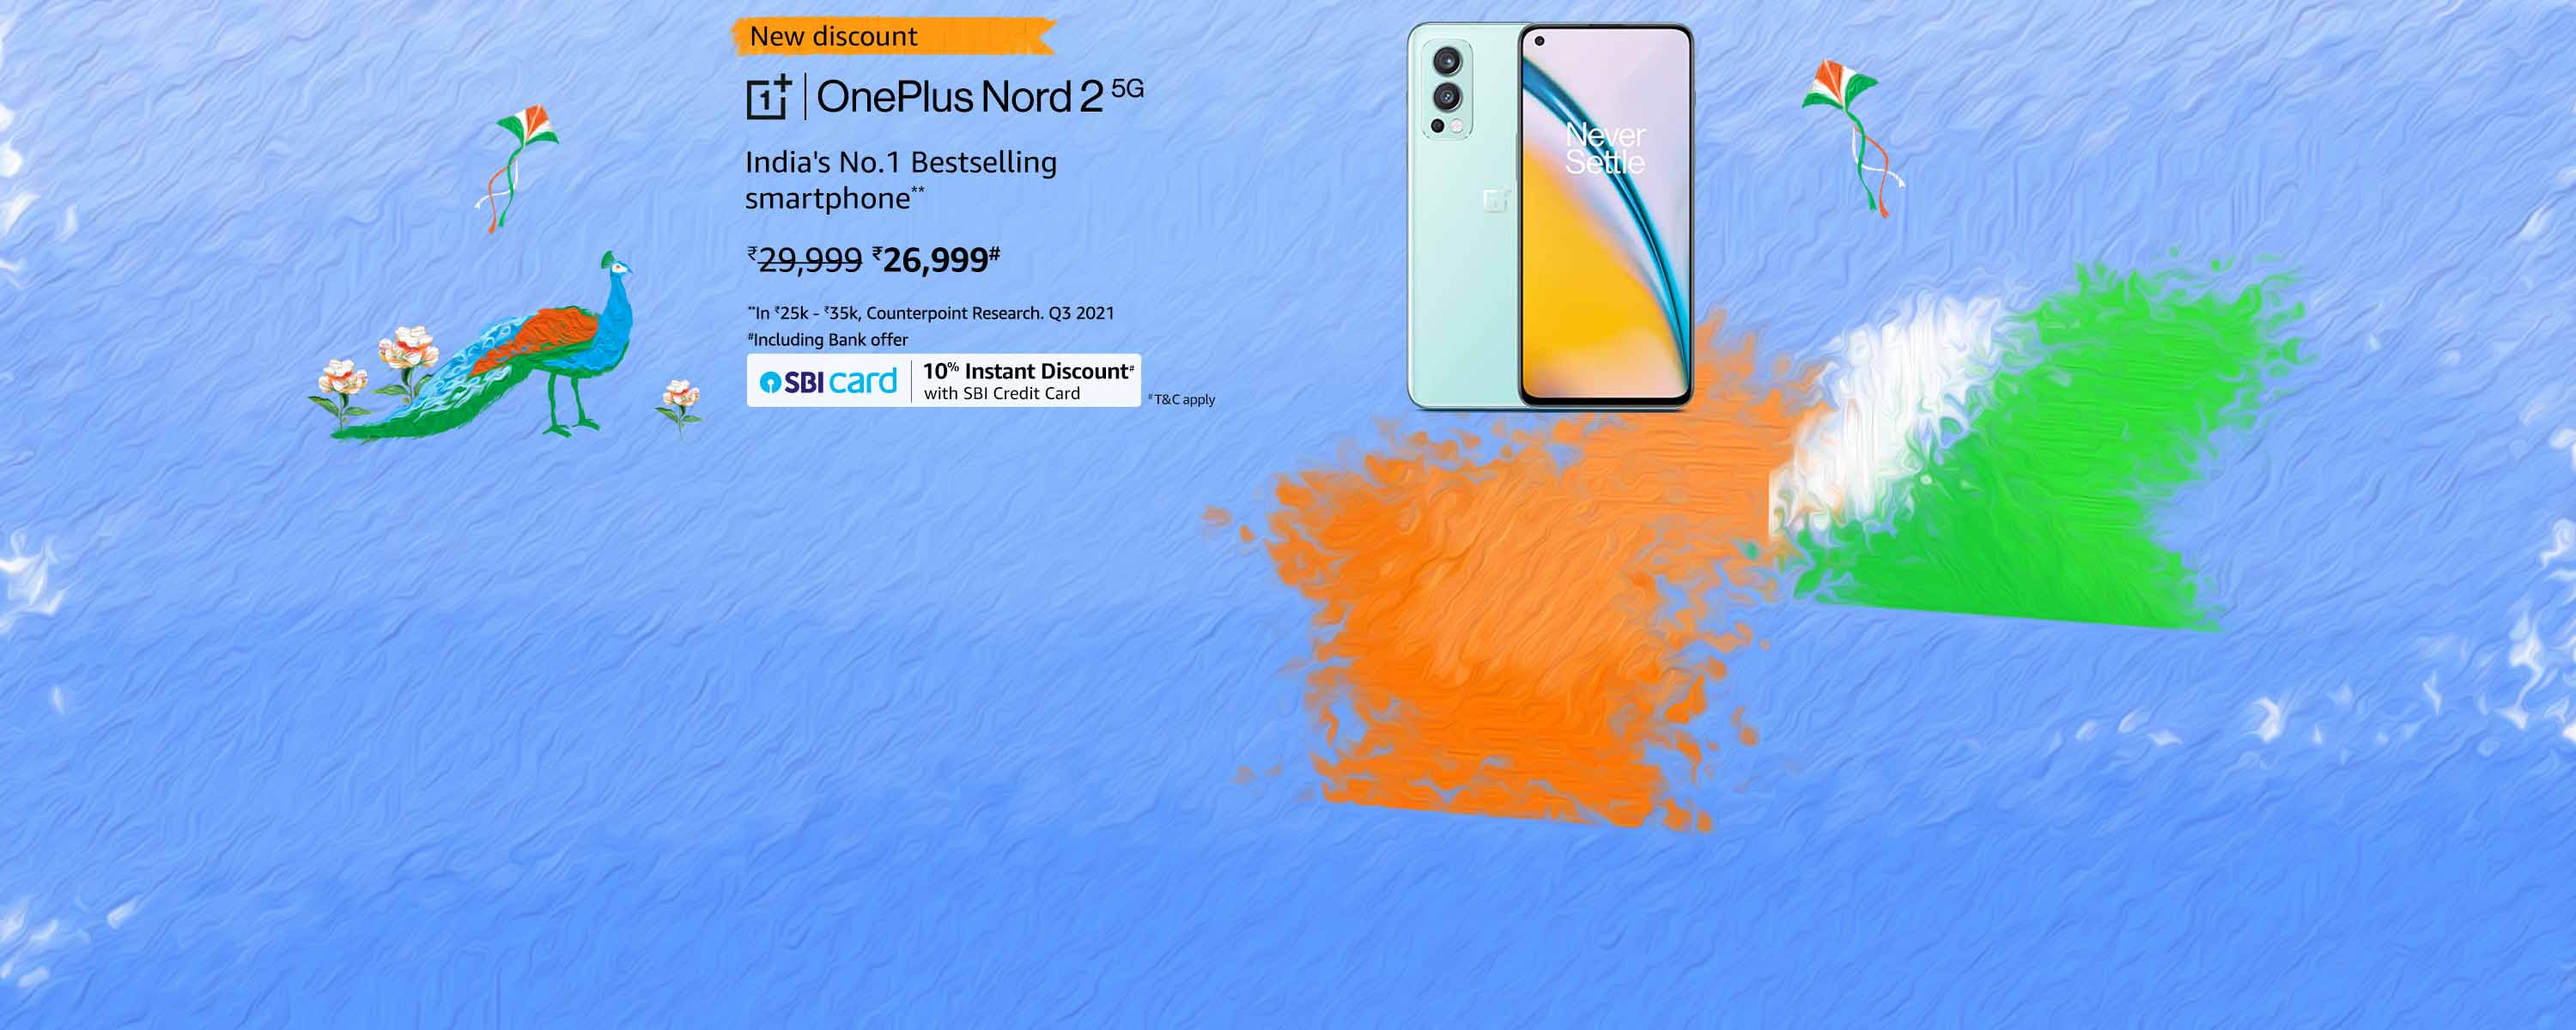 New discount
1+ | OnePlus Nord 2 5G
India's No.1 Bestselling
smartphone**
₹29,999 ₹26,999#
**In ₹25k - ₹35k, Counterpoint Research. Q3 2021
#Including Bank offer
SBI card
10% Instant Discount#
with SBI Credit Card
#T&C apply
Never
Settle